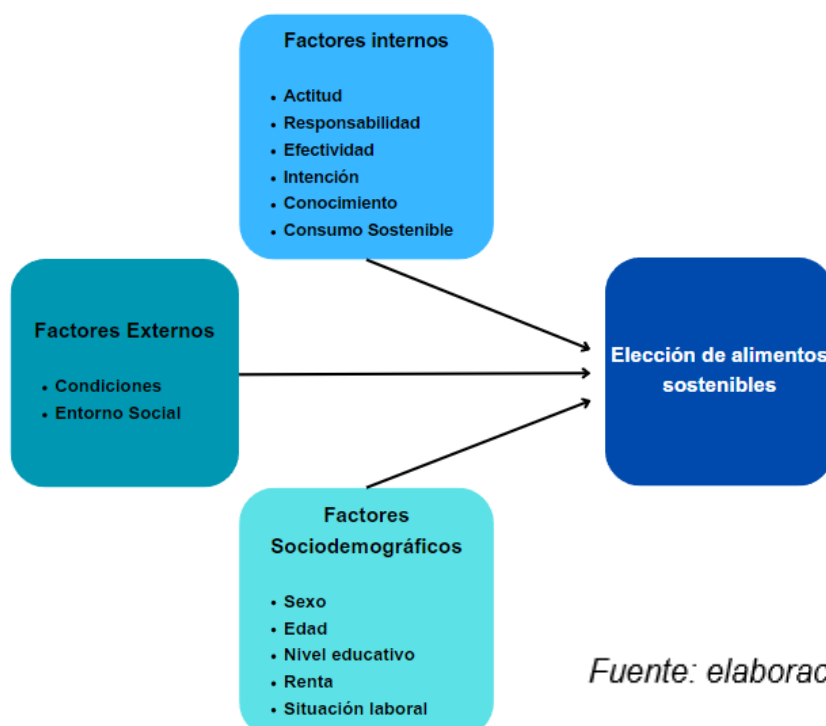 Factores internos
• Actitud
• Responsabilidad
• Efectividad
• Intención
• Conocimiento
• Consumo Sostenible
Factores Externos
• Condiciones
• Entorno Social
Elección de alimentos
sostenibles
Factores
Sociodemográficos
• Sexo
• Edad
• Nivel educativo
• Renta
• Situación laboral
Fuente: elaborac